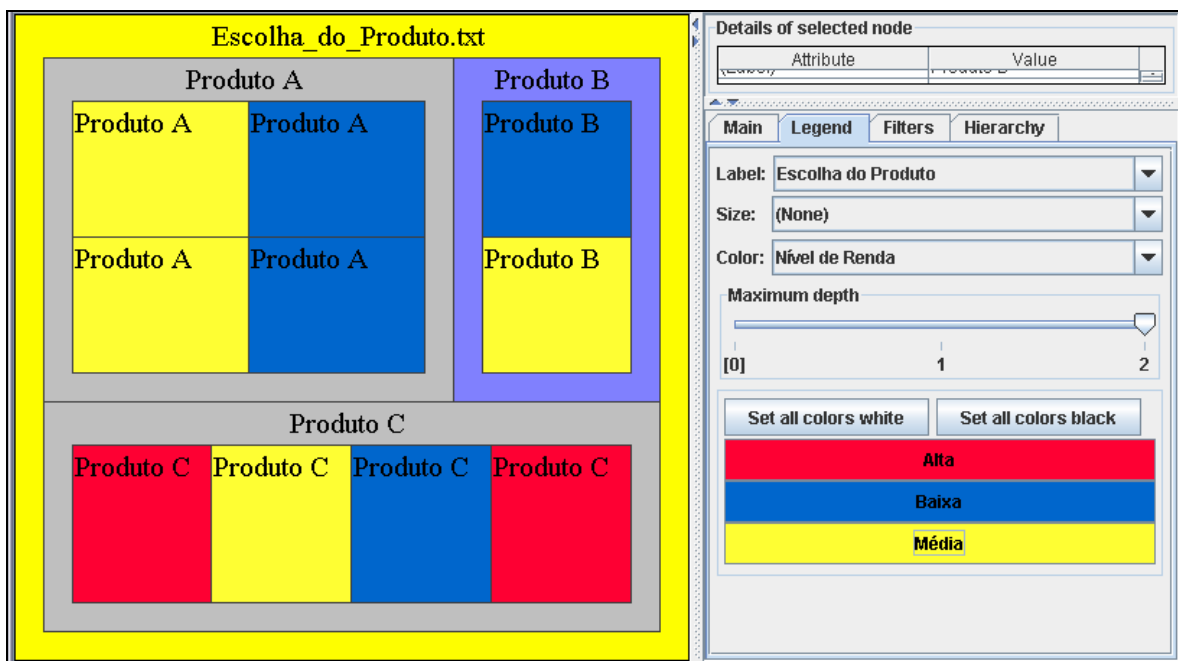 Escolha_do_Produto.txt
Produto A
Produto B
Produto A Produto A
Produto B
Produto A Produto A
Produto B
Produto C
Produto C Produto C Produto C Produto C
Details of selected node
Attribute Value
Main Legend Filters Hierarchy
Label: Escolha do Produto
Size: (None)
Color: Nível de Renda
Maximum depth
[0] 1 2
Set all colors white Set all colors black
Alta
Baixa
Média